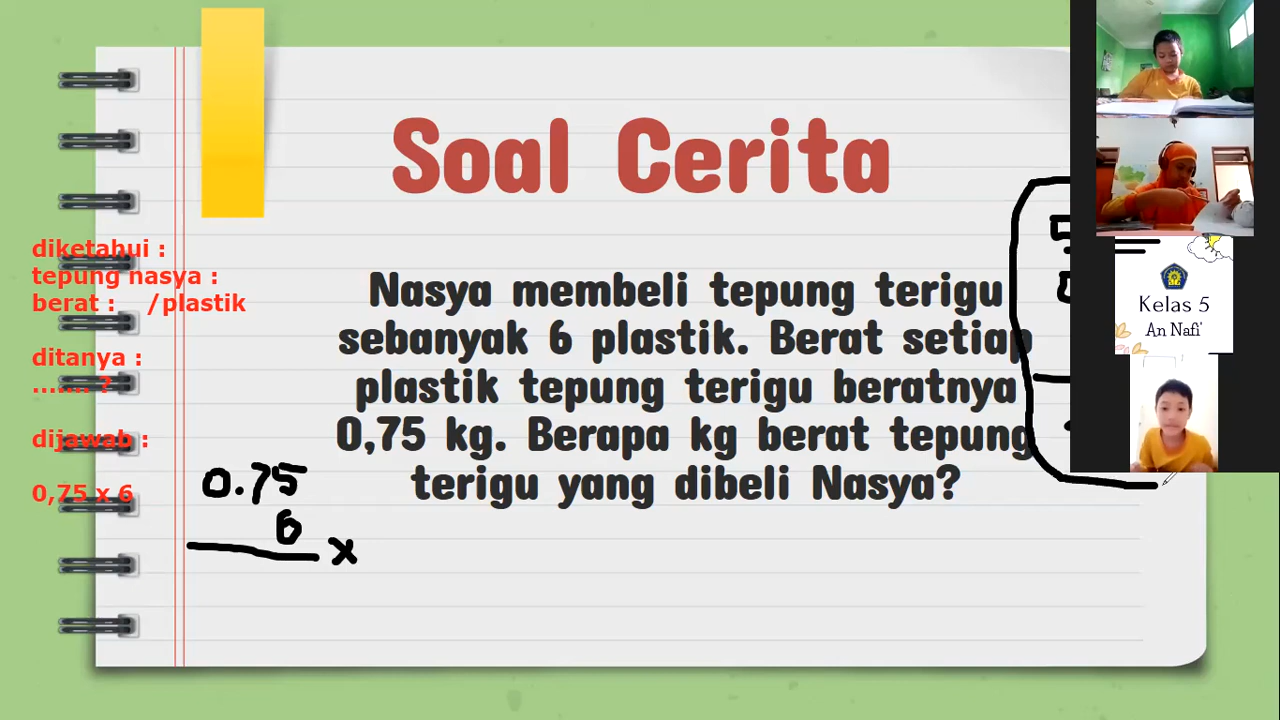 Soal Cerita
diketahui :
tepung nasya :
berat : /plastik
ditanya :
....... ?
dijawab :
0,75 x 6
Nasya membeli tepung terigu
sebanyak 6 plastik. Berat setiap
plastik tepung terigu beratnya
0,75 kg. Berapa kg berat tepung
terigu yang dibeli Nasya?
0.75
6
x
Kelas 5
An Nafi'